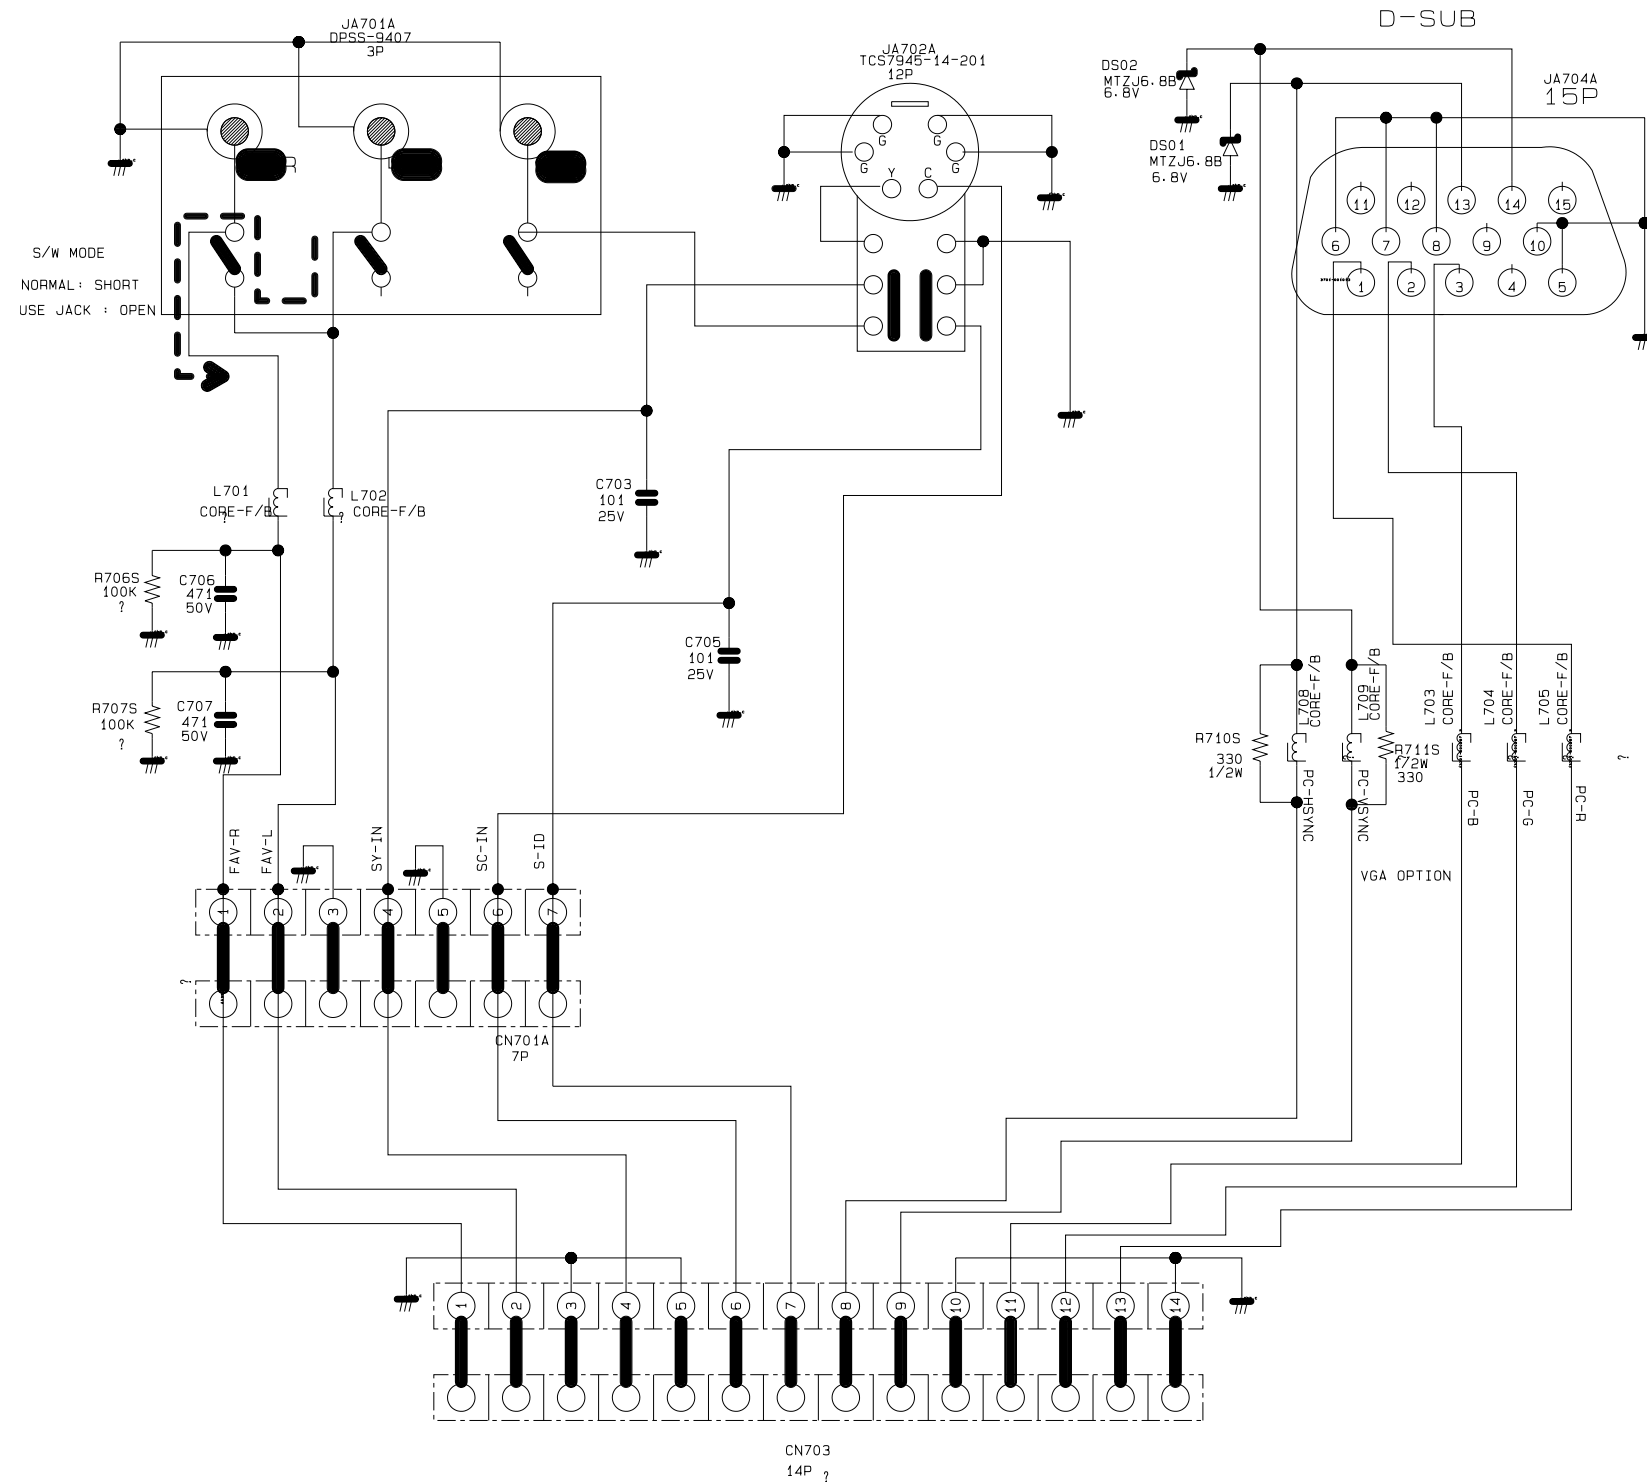 D-SUB
JA701A
DPSS-9407
3P
JA702A
TCS7945-14-201
12P
DS02
MTZJ6.8B
6.8V
JA704A
15P
DS01
MTZJ6.8B
6.8V
G
G
G
G
Y
C
11
12
13
14
15
6
7
8
9
10
1
2
3
4
5
S/W MODE
NORMAL: SHORT
USE JACK : OPEN
L701
CORE-F/B
?
L702
CORE-F/B
?
C703
101
25V
R706S
100K
?
C706
471
50V
C705
101
25V
R707S
100K
?
C707
471
50V
L708
CORE-F/B
L709
CORE-F/B
L703
CORE-F/B
L704
CORE-F/B
L705
CORE-F/B
R710S
330
1/2W
R711S
1/2W
330
?
PC-HSYNC
PC-VSYNC
PC-B
PC-G
PC-R
VGA OPTION
FAV-R
FAV-L
SY-IN
SC-IN
S-ID
1
2
3
4
5
6
7
?
CN701A
7P
1
2
3
4
5
6
7
8
9
10
11
12
13
14
CN703
14P
?